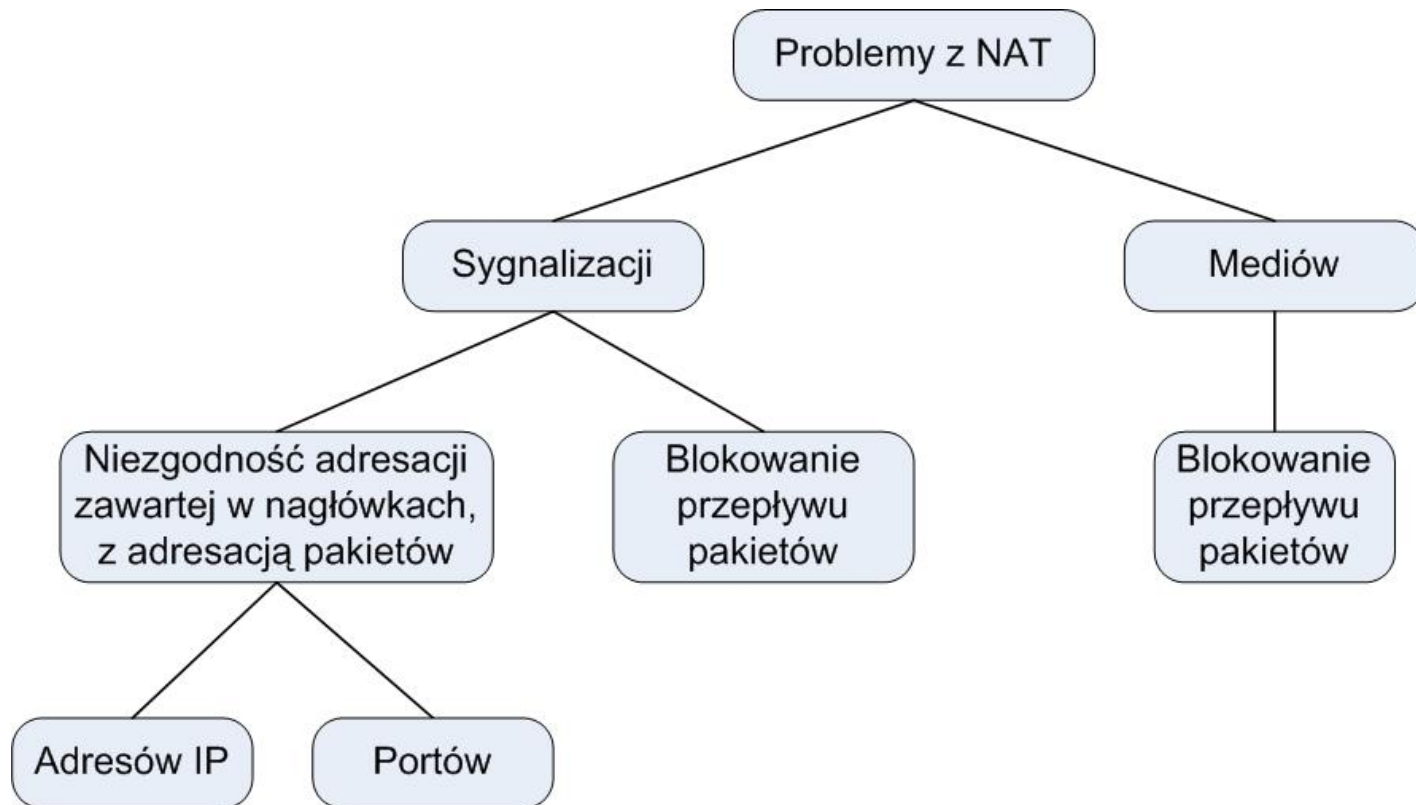 Problemy z NAT
Sygnalizacji
Mediów
Niezgodność adresacji
zawartej w nagłówkach,
z adresacją pakietów
Blokowanie
przepływu
pakietów
Blokowanie
przepływu
pakietów
Adresów IP
Portów